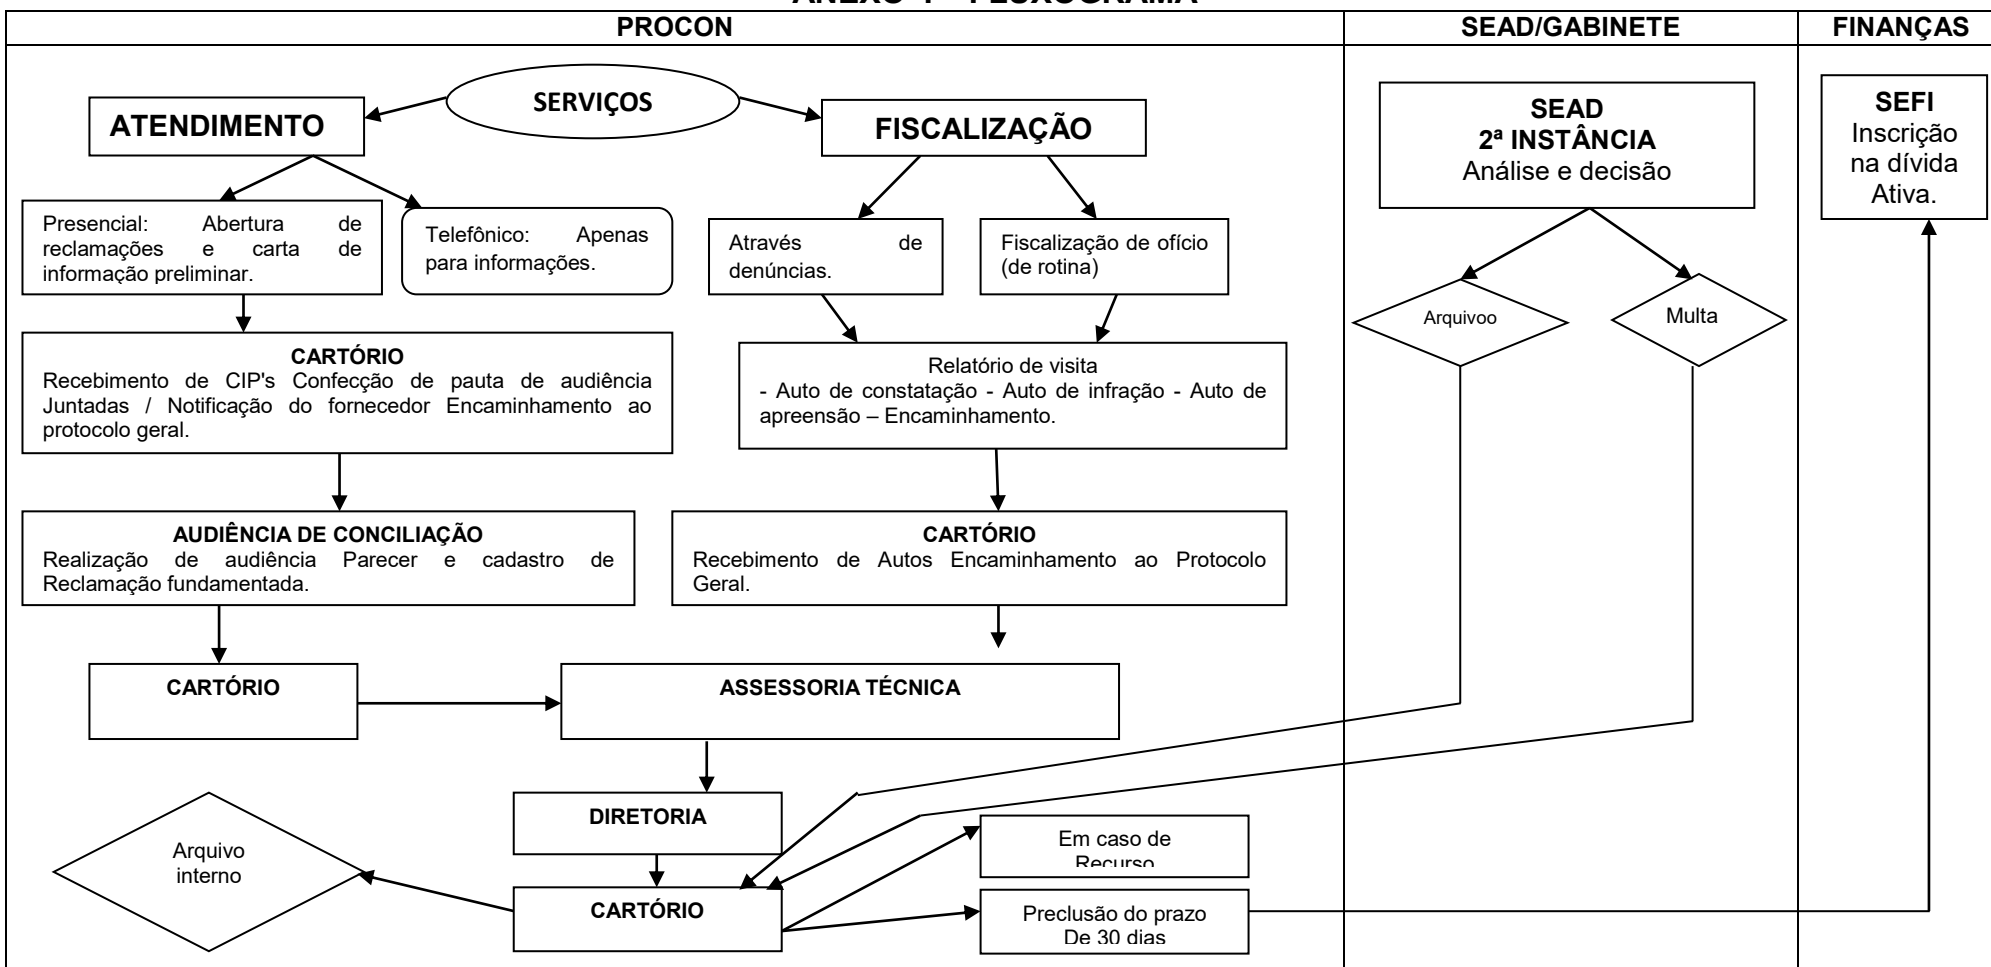 ANEXO 1 - FLUXOGRAMA
PROCON
SEAD/GABINETE
FINANÇAS
SERVIÇOS
ATENDIMENTO
FISCALIZAÇÃO
SEAD
2ª INSTÂNCIA
Análise e decisão
SEFI
Inscrição
na dívida
Ativa.
Presencial: Abertura de
reclamações e carta de
informação preliminar.
Telefônico: Apenas
para informações.
Através de
denúncias.
Fiscalização de ofício
(de rotina)
Arquivoo
Multa
CARTÓRIO
Recebimento de CIP's Confecção de pauta de audiência
Juntadas / Notificação do fornecedor Encaminhamento ao
protocolo geral.
Relatório de visita
- Auto de constatação - Auto de infração - Auto de
apreensão – Encaminhamento.
AUDIÊNCIA DE CONCILIAÇÃO
Realização de audiência Parecer e cadastro de
Reclamação fundamentada.
CARTÓRIO
Recebimento de Autos Encaminhamento ao Protocolo
Geral.
CARTÓRIO
ASSESSORIA TÉCNICA
DIRETORIA
Arquivo
interno
CARTÓRIO
Em caso de
Recurso
Preclusão do prazo
De 30 dias